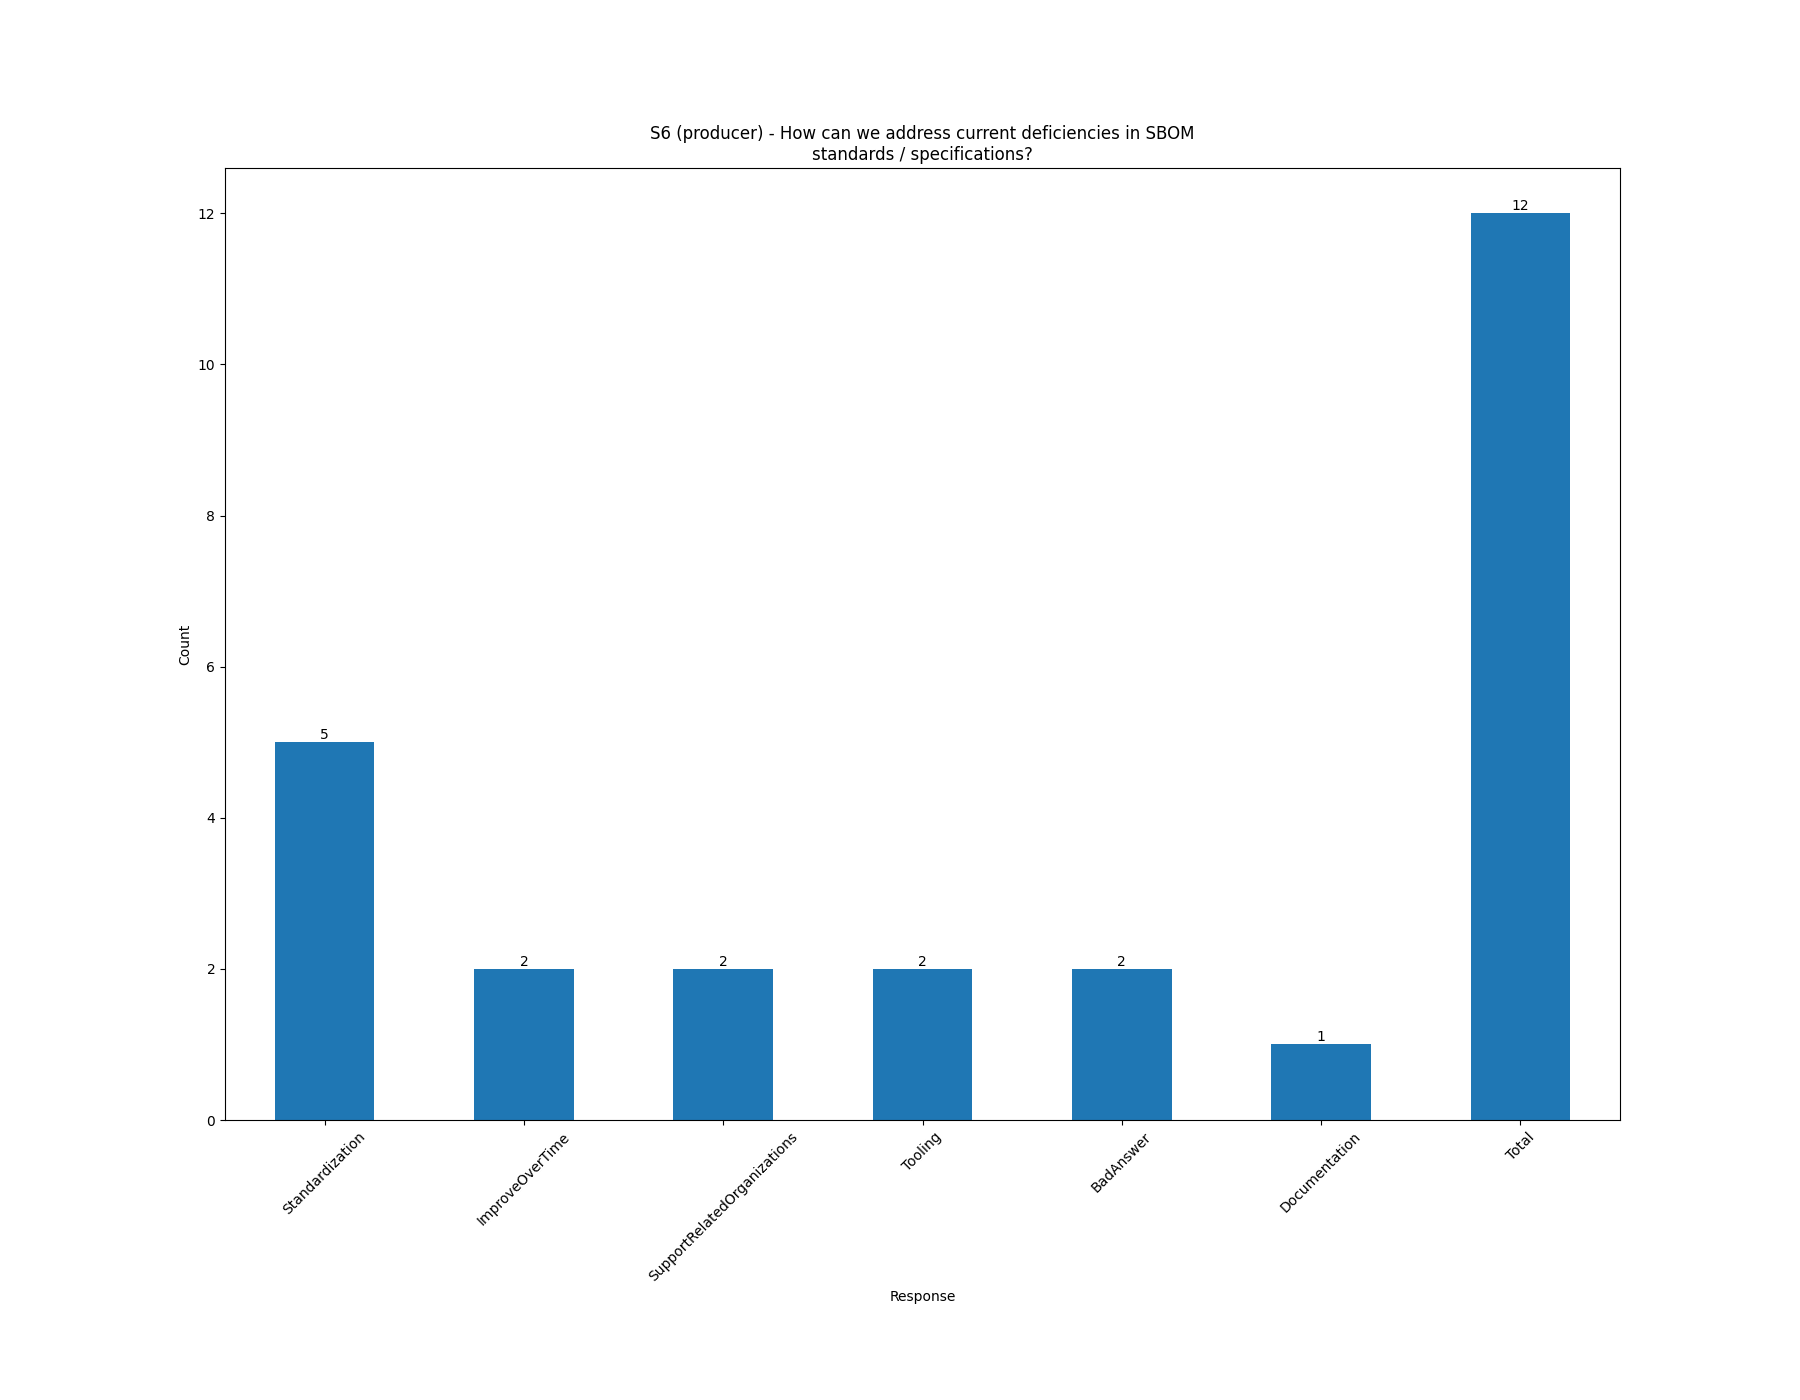 S6 (producer) - How can we address current deficiencies in SBOM
standards / specifications?
12
10
8
6
4
2
0
Count
5
2
2
2
2
1
12
Standardization
ImproveOverTime
SupportRelatedOrganizations
Tooling
BadAnswer
Documentation
Total
Response